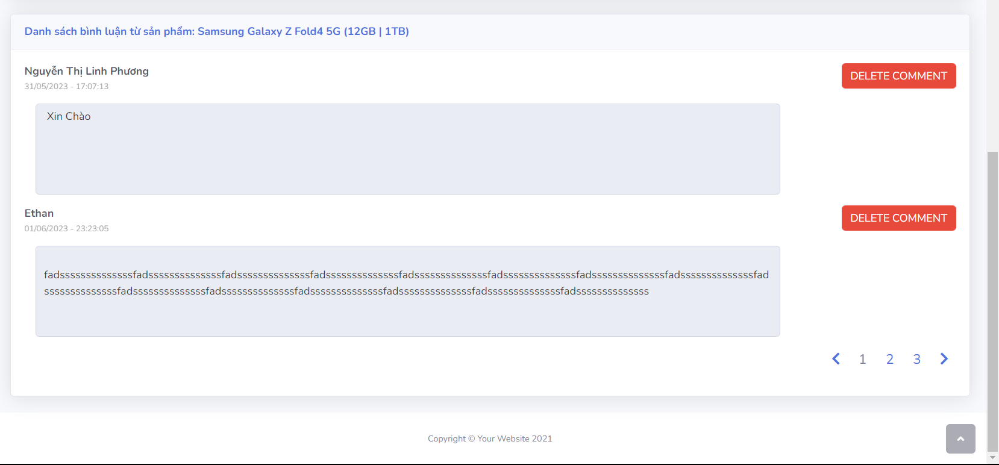 Danh sách bình luận từ sản phẩm: Samsung Galaxy Z Fold4 5G (12GB | 1TB)
Nguyễn Thị Linh Phương
DELETE COMMENT
31/05/2023 - 17:07:13
Xin Chào
Ethan
DELETE COMMENT
01/06/2023 - 23:23:05
fadssssssssssssssfadssssssssssssssfadssssssssssssssfadssssssssssssssfadssssssssssssssfadssssssssssssssfadssssssssssssssfadssssssssssssssfad
ssssssssssssssfadssssssssssssssfadssssssssssssssfadssssssssssssssfadssssssssssssssfadssssssssssssssfadssssssssssssss
1 2 3
Copyright © Your Website 2021